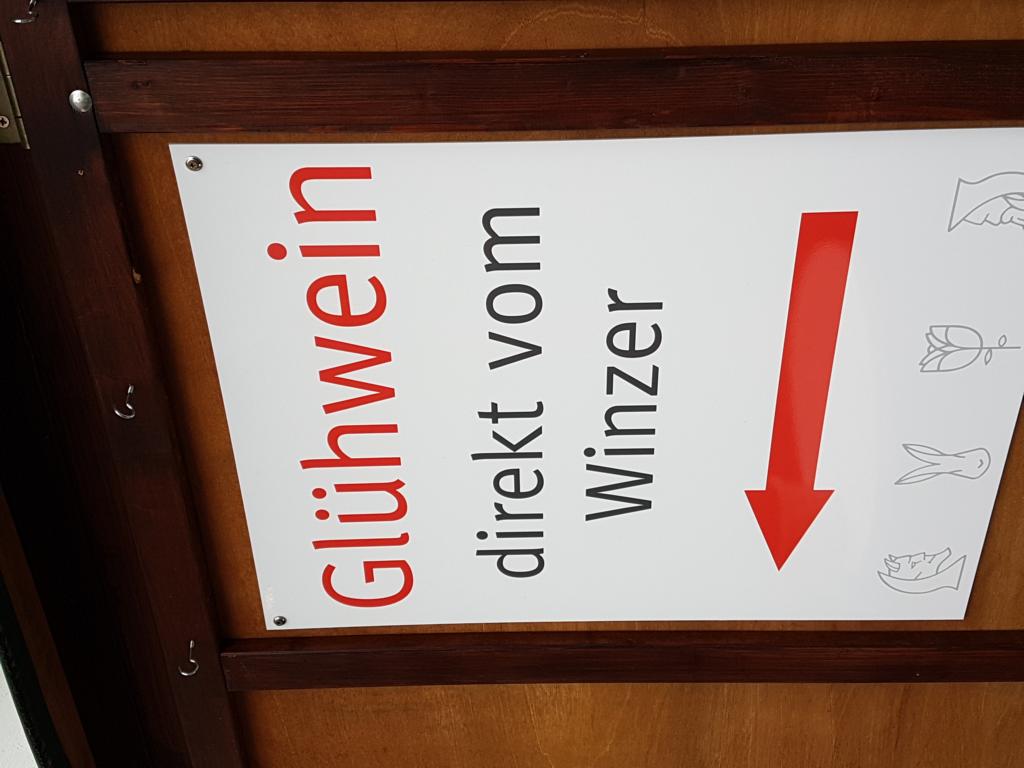 Glühwein
direkt vom
Winzer